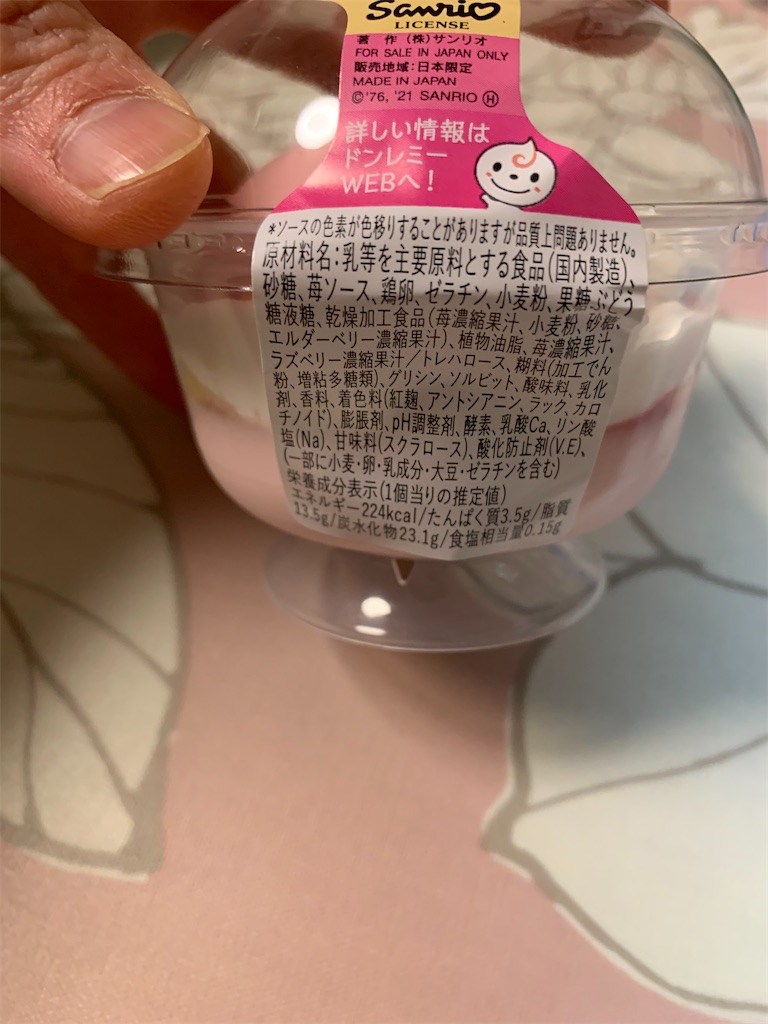 Sanrio
LICENSE
著 作 (株)サンリオ
FOR SALE IN JAPAN ONLY
販売地域:日本限定
MADE IN JAPAN
©'76, '21 SANRIO Ⓗ
詳しい情報は
ドンレミー
WEBへ!
*ソースの色素が色移りすることがありますが品質上問題ありません。
原材料名:乳等を主要原料とする食品(国内製造)、
砂糖、苺ソース、鶏卵、ゼラチン、小麦粉、果糖ぶどう
糖液糖、乾燥加工食品(苺濃縮果汁、小麦粉、砂糖、
エルダーベリー濃縮果汁)、植物油脂、苺濃縮果汁、
ラズベリー濃縮果汁/トレハロース、糊料(加工でん
粉、増粘多糖類)、グリシン、ソルビット、酸味料、乳化
剤、香料、着色料(紅麹、アントシアニン、ラック、カロ
チノイド)、膨脹剤、pH調整剤、酵素、乳酸Ca、リン酸
塩(Na)、甘味料(スクラロース)、酸化防止剤(V.E)、
(一部に小麦・卵・乳成分・大豆・ゼラチンを含む)
栄養成分表示(1個当りの推定値)
エネルギー224kcal/たんぱく質3.5g/脂質
13.5g/炭水化物23.1g/食塩相当量0.15g